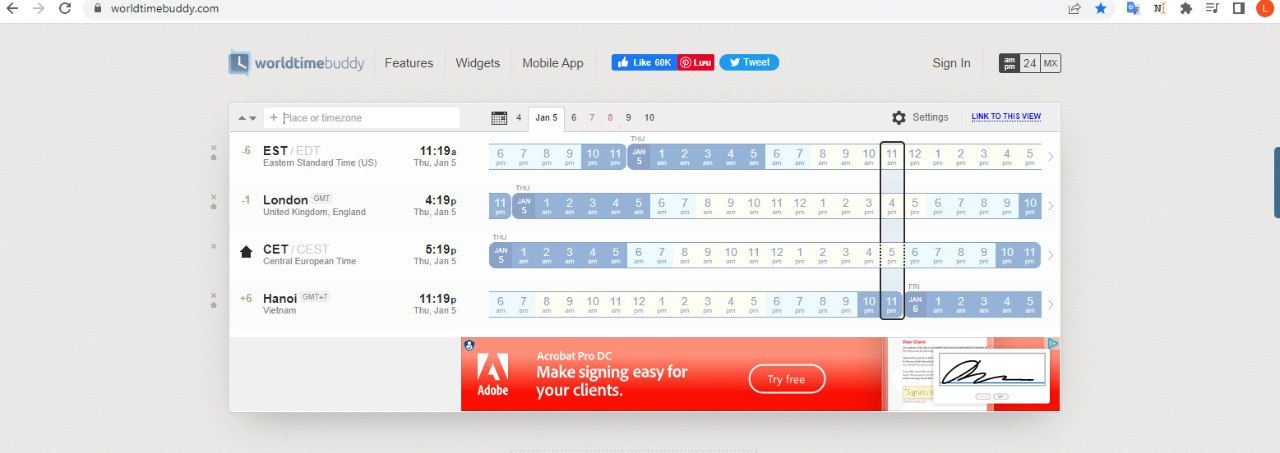 worldtimebuddy.com
worldtimebuddy Features Widgets Mobile App Like 60K Lưu Tweet Sign In am pm 24 MX
+ Place or timezone 4 Jan 5 6 7 8 9 10 Settings LINK TO THIS VIEW
THU
-6 EST / EDT 11:19a 6 pm 7 pm 8 pm 9 pm 10 pm 11 pm JAN 5 1 am 2 am 3 am 4 am 5 am 6 am 7 am 8 am 9 am 10 am 11 am 12 pm 1 pm 2 pm 3 pm 4 pm 5 pm
Eastern Standard Time (US) Thu, Jan 5
THU
-1 London GMT 4:19p 11 pm JAN 5 1 am 2 am 3 am 4 am 5 am 6 am 7 am 8 am 9 am 10 am 11 am 12 pm 1 pm 2 pm 3 pm 4 pm 5 pm 6 pm 7 pm 8 pm 9 pm 10 pm
United Kingdom, England Thu, Jan 5
THU
CET / CEST 5:19p JAN 5 1 am 2 am 3 am 4 am 5 am 6 am 7 am 8 am 9 am 10 am 11 am 12 pm 1 pm 2 pm 3 pm 4 pm 5 pm 6 pm 7 pm 8 pm 9 pm 10 pm 11 pm
Central European Time Thu, Jan 5
FRI
+6 Hanoi GMT+7 11:19p 6 am 7 am 8 am 9 am 10 am 11 am 12 pm 1 pm 2 pm 3 pm 4 pm 5 pm 6 pm 7 pm 8 pm 9 pm 10 pm 11 pm JAN 6 1 am 2 am 3 am 4 am 5 am
Vietnam Thu, Jan 5
Adobe
Acrobat Pro DC
Make signing easy for
your clients.
Try free